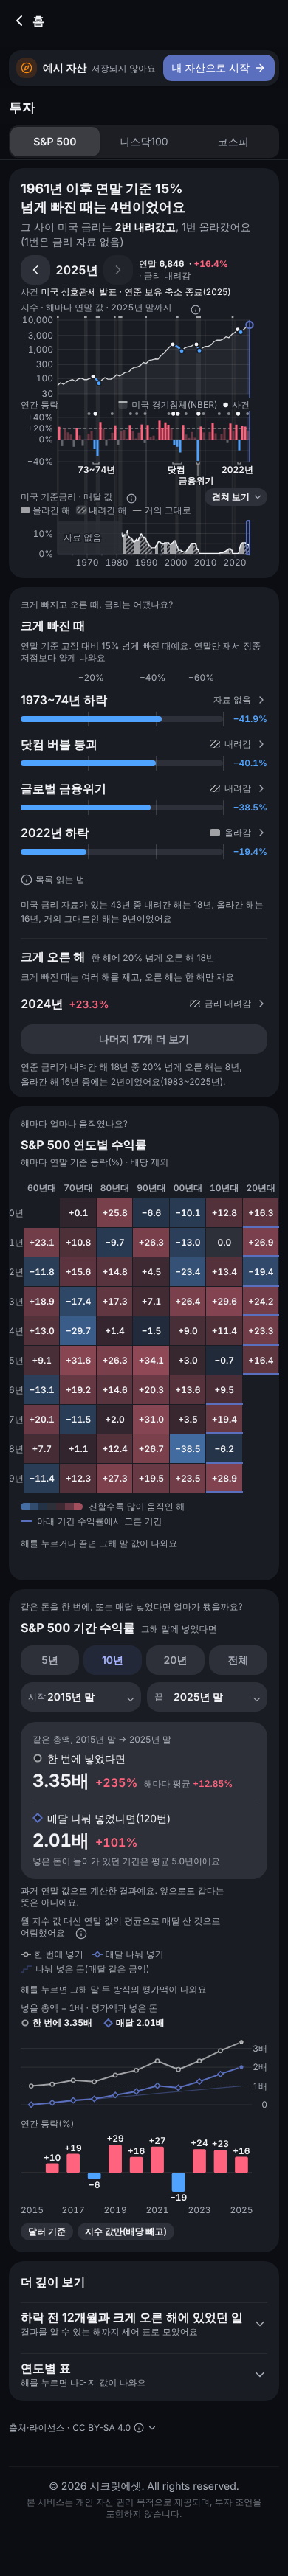 홈
예시 자산 저장되지 않아요
내 자산으로 시작 →
투자
S&P 500
나스닥100
코스피
1961년 이후 연말 기준 15%
넘게 빠진 때는 4번이었어요
그 사이 미국 금리는 2번 내려갔고, 1번 올라갔어요
(1번은 금리 자료 없음)
2025년
연말 6,846 · +16.4%
· 금리 내려감
사건 미국 상호관세 발표 · 연준 보유 축소 종료(2025)
지수 · 해마다 연말 값 · 2025년 말까지
10,000
3,000
1,000
300
100
30
연간 등락
미국 경기침체(NBER)
사건
+40%
+20%
0%
−40%
73~74년
닷컴
금융위기
2022년
미국 기준금리 · 매달 값
겹쳐 보기
올라간 해
내려간 해
거의 그대로
10%
0%
자료 없음
1970
1980
1990
2000
2010
2020
크게 빠지고 오른 때, 금리는 어땠나요?
크게 빠진 때
연말 기준 고점 대비 15% 넘게 빠진 때예요. 연말만 재서 장중
저점보다 얕게 나와요
−20%
−40%
−60%
1973~74년 하락
자료 없음
−41.9%
닷컴 버블 붕괴
내려감
−40.1%
글로벌 금융위기
내려감
−38.5%
2022년 하락
올라감
−19.4%
목록 읽는 법
미국 금리 자료가 있는 43년 중 내려간 해는 18년, 올라간 해는
16년, 거의 그대로인 해는 9년이었어요
크게 오른 해 한 해에 20% 넘게 오른 해 18번
크게 빠진 때는 여러 해를 재고, 오른 해는 한 해만 재요
2024년 +23.3%
금리 내려감
나머지 17개 더 보기
연준 금리가 내려간 해 18년 중 20% 넘게 오른 해는 8년,
올라간 해 16년 중에는 2년이었어요(1983~2025년).
해마다 얼마나 움직였나요?
S&P 500 연도별 수익률
해마다 연말 기준 등락(%) · 배당 제외
60년대 70년대 80년대 90년대 00년대 10년대 20년대
0년 +0.1 +25.8 −6.6 −10.1 +12.8 +16.3
1년 +23.1 +10.8 −9.7 +26.3 −13.0 0.0 +26.9
2년 −11.8 +15.6 +14.8 +4.5 −23.4 +13.4 −19.4
3년 +18.9 −17.4 +17.3 +7.1 +26.4 +29.6 +24.2
4년 +13.0 −29.7 +1.4 −1.5 +9.0 +11.4 +23.3
5년 +9.1 +31.6 +26.3 +34.1 +3.0 −0.7 +16.4
6년 −13.1 +19.2 +14.6 +20.3 +13.6 +9.5
7년 +20.1 −11.5 +2.0 +31.0 +3.5 +19.4
8년 +7.7 +1.1 +12.4 +26.7 −38.5 −6.2
9년 −11.4 +12.3 +27.3 +19.5 +23.5 +28.9
진할수록 많이 움직인 해
아래 기간 수익률에서 고른 기간
해를 누르거나 끌면 그해 말 값이 나와요
같은 돈을 한 번에, 또는 매달 넣었다면 얼마가 됐을까요?
S&P 500 기간 수익률 그해 말에 넣었다면
5년
10년
20년
전체
시작 2015년 말
끝 2025년 말
같은 총액, 2015년 말 → 2025년 말
한 번에 넣었다면
3.35배 +235% 해마다 평균 +12.85%
매달 나눠 넣었다면(120번)
2.01배 +101%
넣은 돈이 들어가 있던 기간은 평균 5.0년이에요
과거 연말 값으로 계산한 결과예요. 앞으로도 같다는
뜻은 아니에요.
월 지수 값 대신 연말 값의 평균으로 매달 산 것으로
어림했어요
한 번에 넣기
매달 나눠 넣기
나눠 넣은 돈(매달 같은 금액)
해를 누르면 그해 말 두 방식의 평가액이 나와요
넣을 총액 = 1배 · 평가액과 넣은 돈
한 번에 3.35배
매달 2.01배
3배
2배
1배
0
연간 등락(%)
+10
+19
−6
+29
+16
+27
−19
+24
+23
+16
2015
2017
2019
2021
2023
2025
달러 기준
지수 값만(배당 빼고)
더 깊이 보기
하락 전 12개월과 크게 오른 해에 있었던 일
결과를 알 수 있는 해까지 세어 표로 모았어요
연도별 표
해를 누르면 나머지 값이 나와요
출처·라이선스 · CC BY-SA 4.0
© 2026 시크릿에셋. All rights reserved.
본 서비스는 개인 자산 관리 목적으로 제공되며, 투자 조언을
포함하지 않습니다.